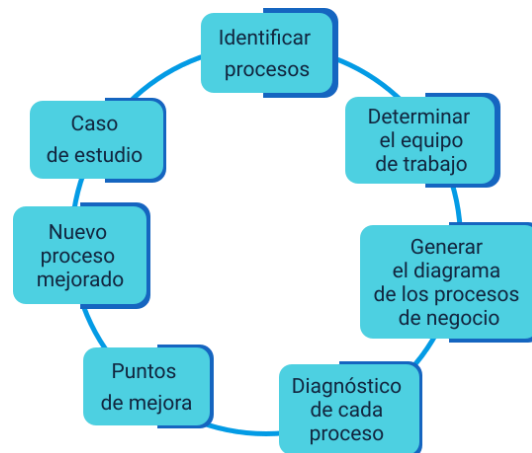 Identificar
procesos
Determinar
el equipo
de trabajo
Generar
el diagrama
de los procesos
de negocio
Diagnóstico
de cada
proceso
Puntos
de mejora
Nuevo
proceso
mejorado
Caso
de estudio